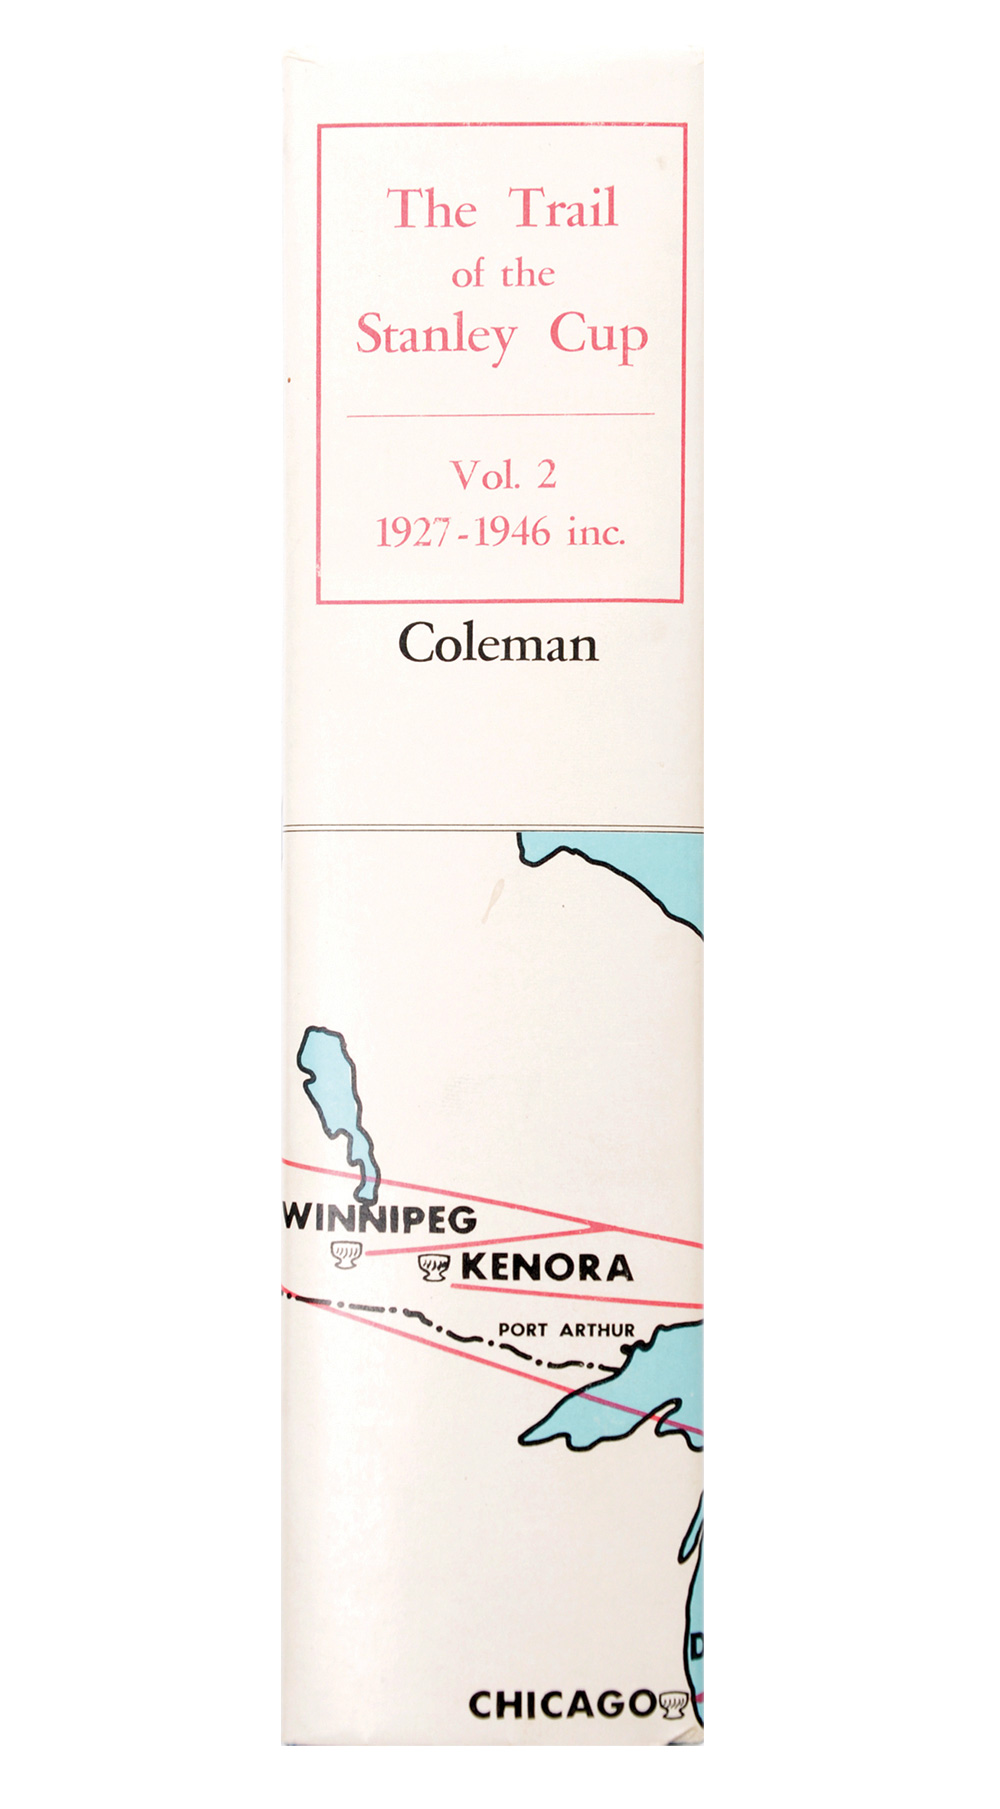 The Trail
of the
Stanley Cup
Vol. 2
1927-1946 inc.
Coleman
WINNIPEG
KENORA
PORT ARTHUR
D
CHICAGO